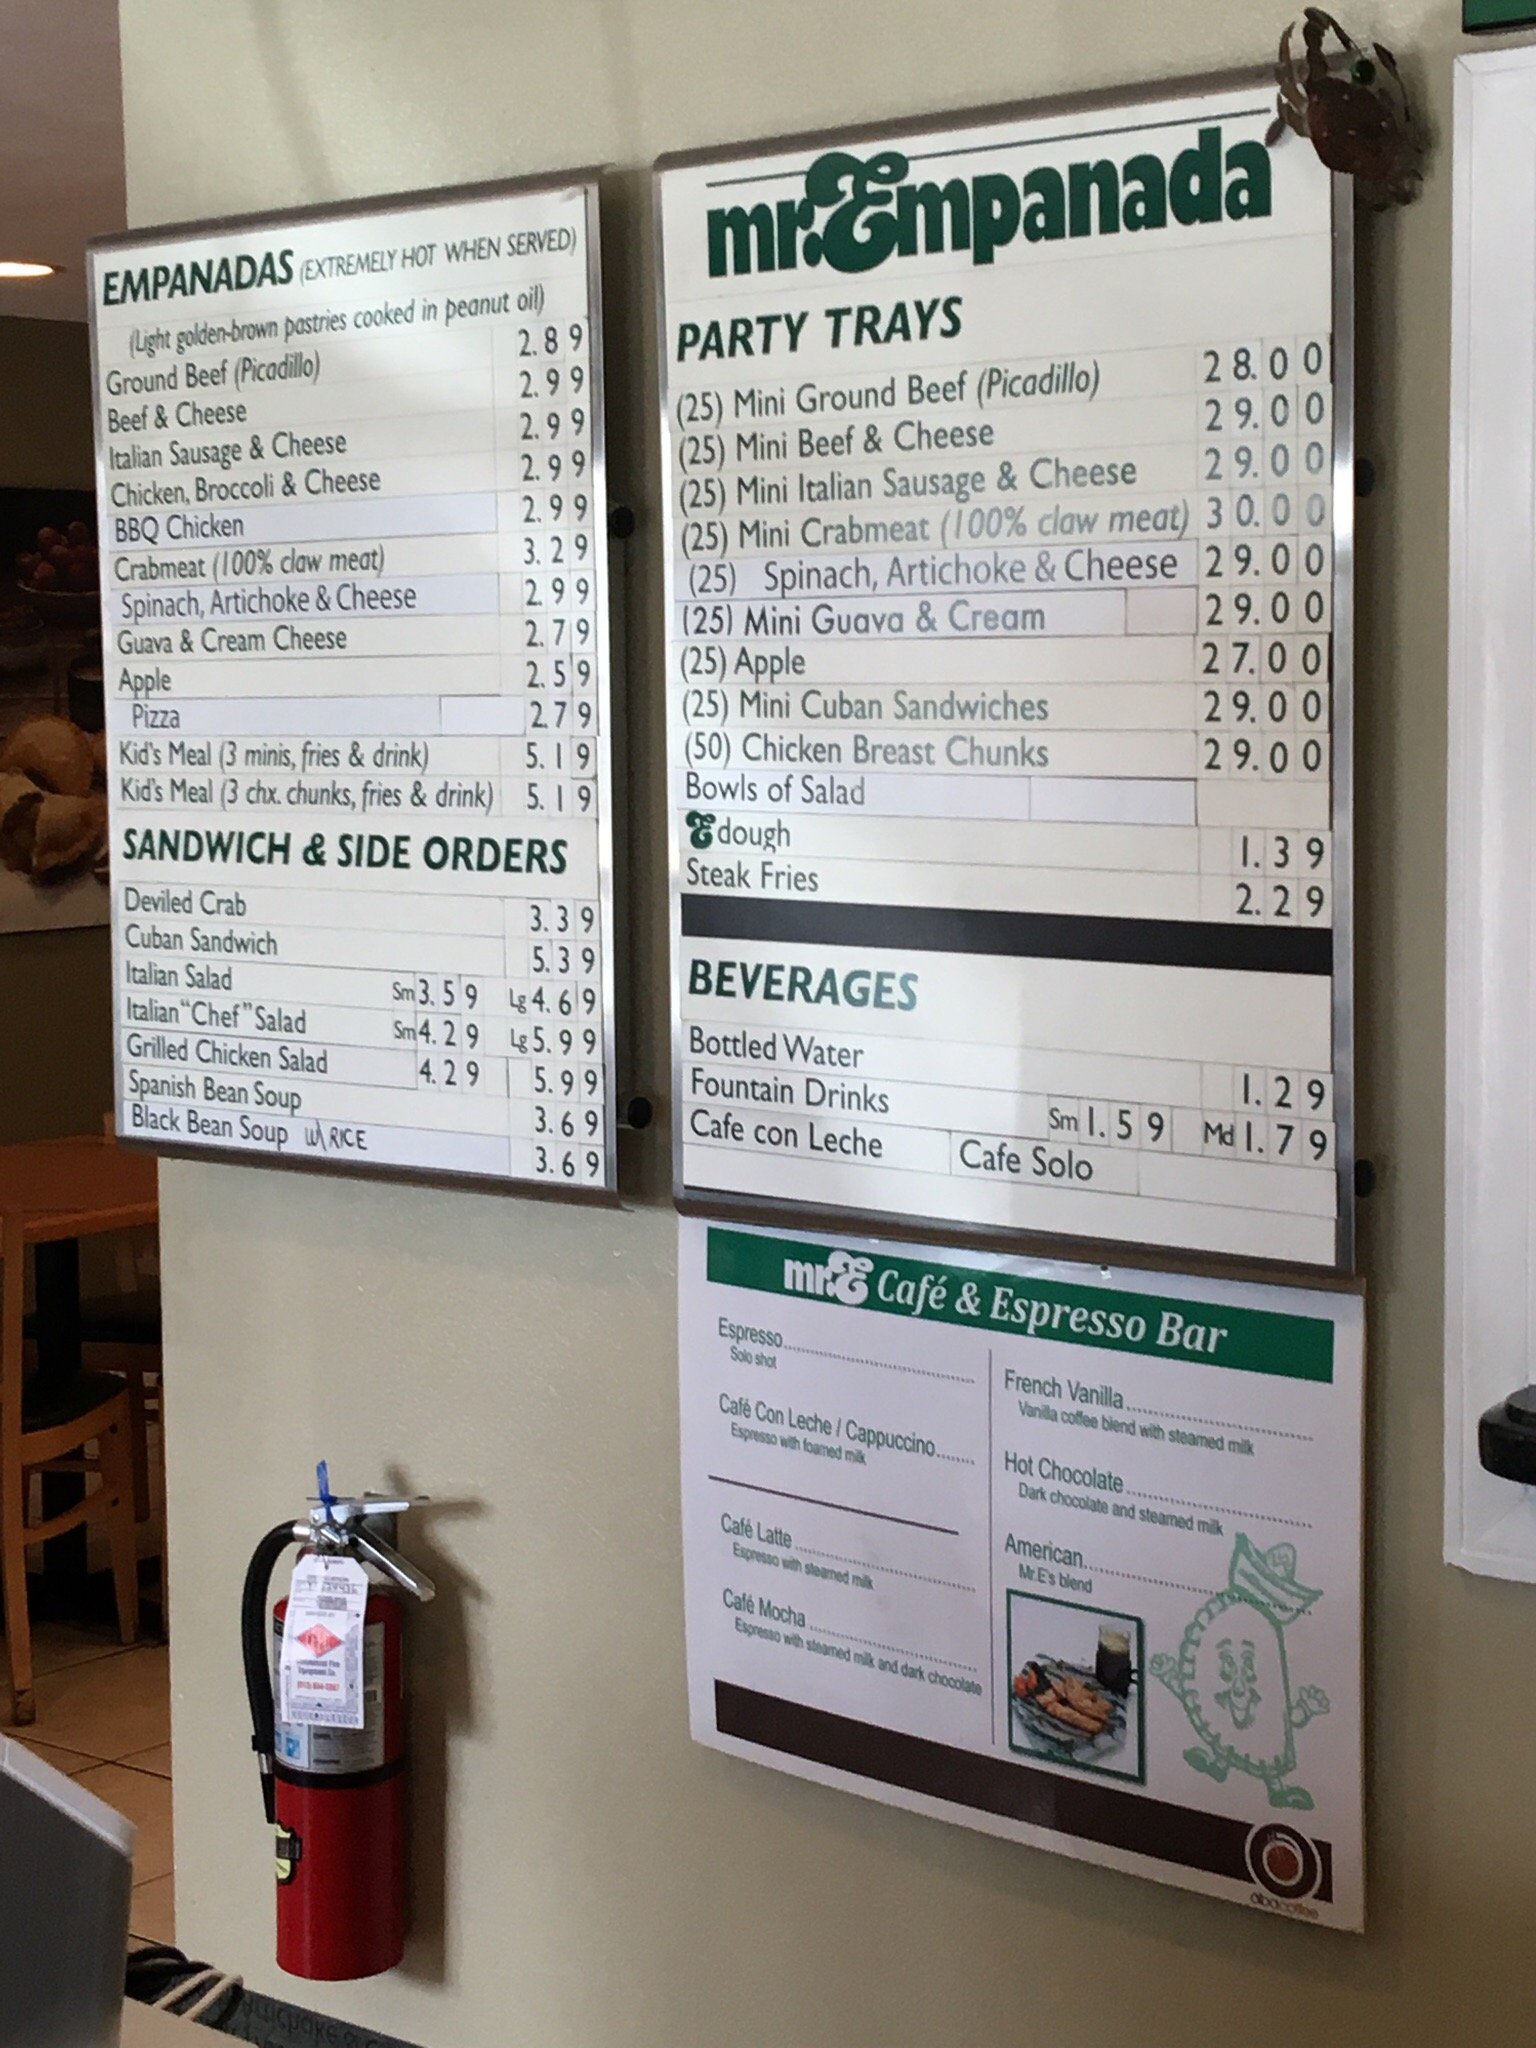 EMPANADAS (EXTREMELY HOT WHEN SERVED)
(Light golden-brown pastries cooked in peanut oil)
Ground Beef (Picadillo) 2.89
Beef & Cheese 2.99
Italian Sausage & Cheese 2.99
Chicken, Broccoli & Cheese 2.99
BBQ Chicken 2.99
Crabmeat (100% claw meat) 3.29
Spinach, Artichoke & Cheese 2.99
Guava & Cream Cheese 2.79
Apple 2.59
Pizza 2.79
Kid's Meal (3 minis, fries & drink) 5.19
Kid's Meal (3 chx. chunks, fries & drink) 5.19
SANDWICH & SIDE ORDERS
Deviled Crab 3.39
Cuban Sandwich 5.39
Italian Salad Sm 3.59 Lg 4.69
Italian "Chef" Salad Sm 4.29 Lg 5.99
Grilled Chicken Salad 4.29 5.99
Spanish Bean Soup 3.69
Black Bean Soup W/ RICE 3.69
mr. Empanada
PARTY TRAYS
(25) Mini Ground Beef (Picadillo) 28.00
(25) Mini Beef & Cheese 29.00
(25) Mini Italian Sausage & Cheese 29.00
(25) Mini Crabmeat (100% claw meat) 30.00
(25) Spinach, Artichoke & Cheese 29.00
(25) Mini Guava & Cream 29.00
(25) Apple 27.00
(25) Mini Cuban Sandwiches 29.00
(50) Chicken Breast Chunks 29.00
Bowls of Salad
E dough 1.39
Steak Fries 2.29
BEVERAGES
Bottled Water 1.29
Fountain Drinks Sm 1.59 Md 1.79
Cafe con Leche Cafe Solo
mr. E Café & Espresso Bar
Espresso
Solo shot
Café Con Leche / Cappuccino
Espresso with foamed milk
Café Latte
Espresso with steamed milk
Café Mocha
Espresso with steamed milk and dark chocolate
French Vanilla
Vanilla coffee blend with steamed milk
Hot Chocolate
Dark chocolate and steamed milk
American
Mr.E's blend